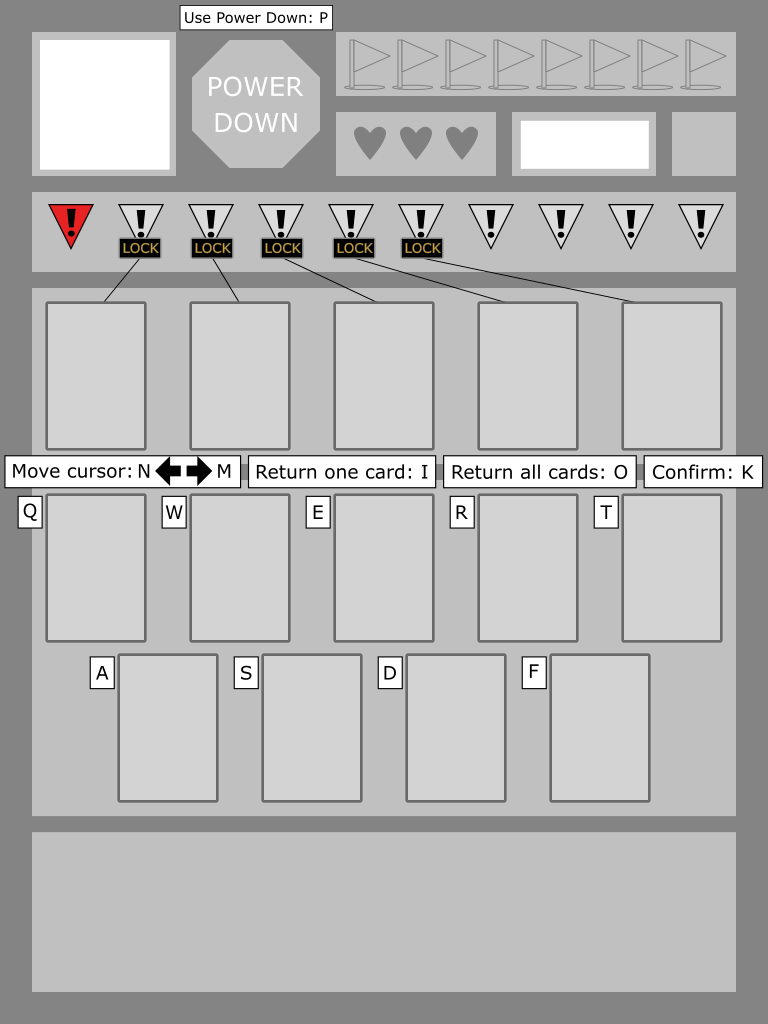 Use Power Down: P
POWER
DOWN
! ! ! ! ! ! ! ! ! !
LOCK LOCK LOCK LOCK LOCK
Move cursor: N M
Return one card: I
Return all cards: O
Confirm: K
Q
W
E
R
T
A
S
D
F